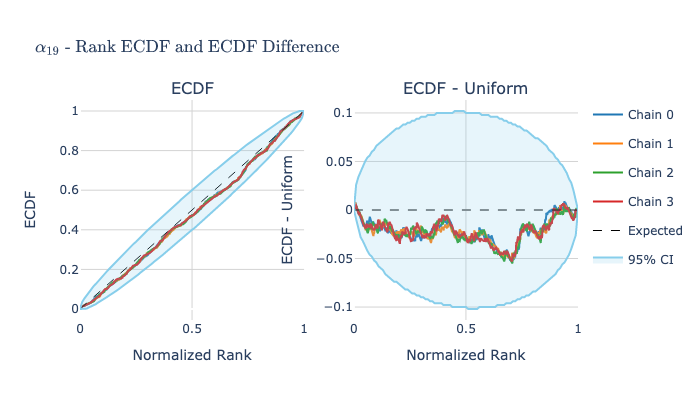 α19 - Rank ECDF and ECDF Difference
ECDF
ECDF - Uniform
1
0.8
0.6
0.4
0.2
0
0
0.5
1
ECDF
Normalized Rank
0.1
0.05
0
−0.05
−0.1
0
0.5
1
ECDF - Uniform
Normalized Rank
Chain 0
Chain 1
Chain 2
Chain 3
Expected
95% CI